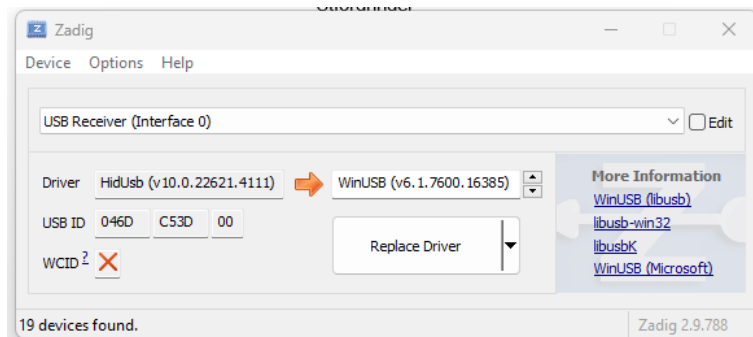 Zadig
Device Options Help
USB Receiver (Interface 0)
Edit
Driver HidUsb (v10.0.22621.4111) WinUSB (v6.1.7600.16385)
USB ID 046D C53D 00
WCID ?
Replace Driver
More Information
WinUSB (libusb)
libusb-win32
libusbK
WinUSB (Microsoft)
19 devices found.
Zadig 2.9.788